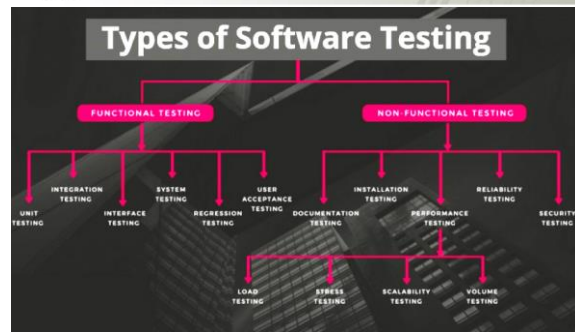 Types of Software Testing
FUNCTIONAL TESTING
NON-FUNCTIONAL TESTING
UNIT
TESTING
INTEGRATION
TESTING
INTERFACE
TESTING
SYSTEM
TESTING
REGRESSION
TESTING
USER
ACCEPTANCE
TESTING
DOCUMENTATION
TESTING
INSTALLATION
TESTING
PERFORMANCE
TESTING
RELIABILITY
TESTING
SECURITY
TESTING
LOAD
TESTING
STRESS
TESTING
SCALABILITY
TESTING
VOLUME
TESTING